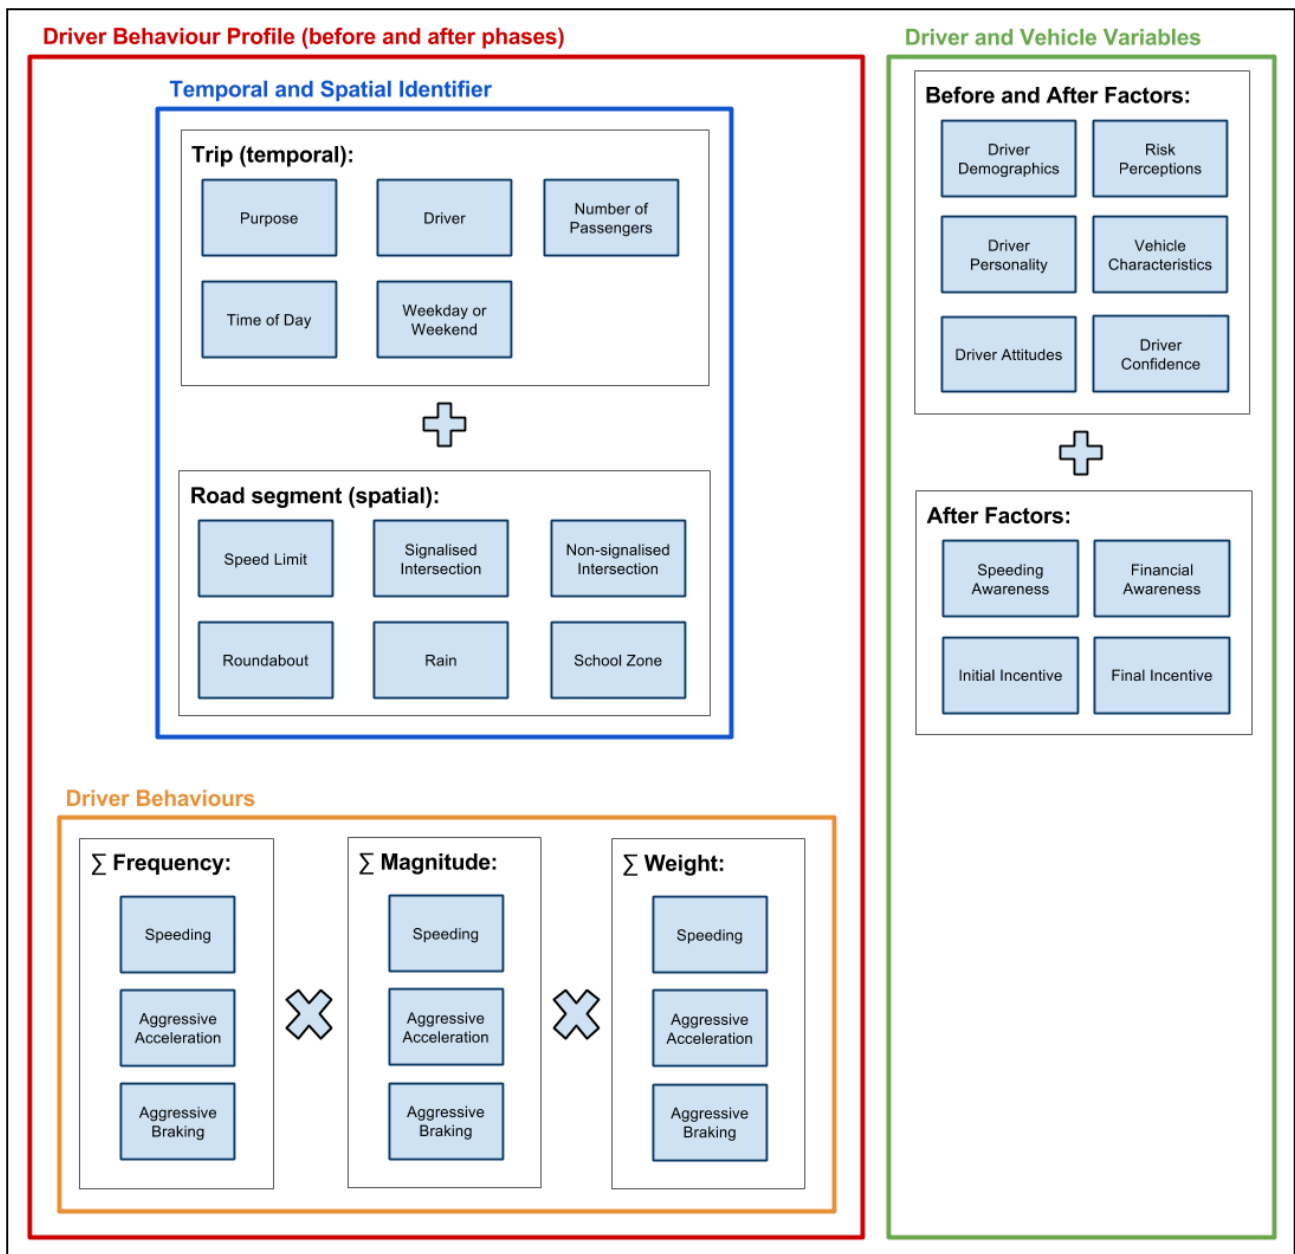 Driver Behaviour Profile (before and after phases)
Temporal and Spatial Identifier
Trip (temporal):
Purpose
Driver
Number of
Passengers
Time of Day
Weekday or
Weekend
Road segment (spatial):
Speed Limit
Signalised
Intersection
Non-signalised
Intersection
Roundabout
Rain
School Zone
Driver Behaviours
∑ Frequency:
Speeding
Aggressive
Acceleration
Aggressive
Braking
∑ Magnitude:
Speeding
Aggressive
Acceleration
Aggressive
Braking
∑ Weight:
Speeding
Aggressive
Acceleration
Aggressive
Braking
Driver and Vehicle Variables
Before and After Factors:
Driver
Demographics
Risk
Perceptions
Driver
Personality
Vehicle
Characteristics
Driver Attitudes
Driver
Confidence
After Factors:
Speeding
Awareness
Financial
Awareness
Initial Incentive
Final Incentive